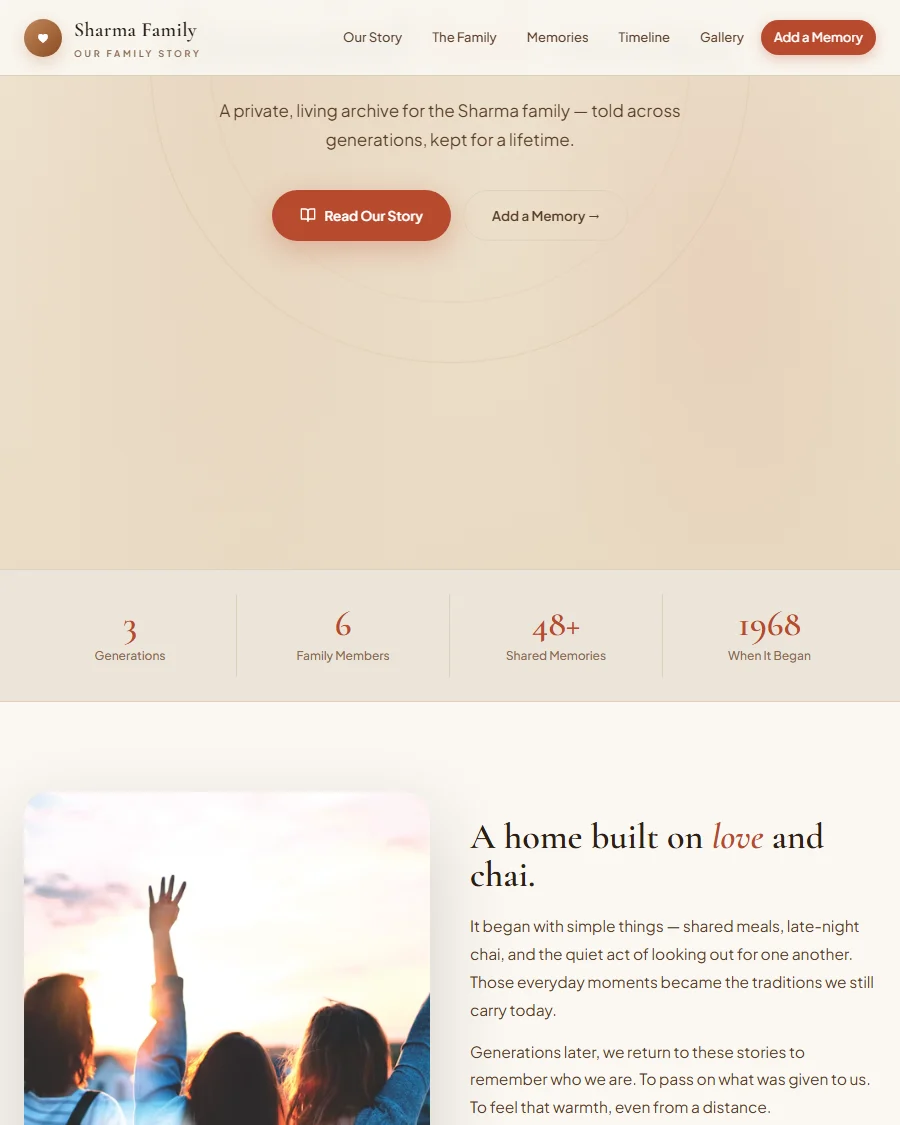 Sharma Family
OUR FAMILY STORY
Our Story
The Family
Memories
Timeline
Gallery
Add a Memory
A private, living archive for the Sharma family — told across
generations, kept for a lifetime.
Read Our Story
Add a Memory →
3
Generations
6
Family Members
48+
Shared Memories
1968
When It Began
A home built on love and
chai.
It began with simple things — shared meals, late-night
chai, and the quiet act of looking out for one another.
Those everyday moments became the traditions we still
carry today.
Generations later, we return to these stories to
remember who we are. To pass on what was given to us.
To feel that warmth, even from a distance.